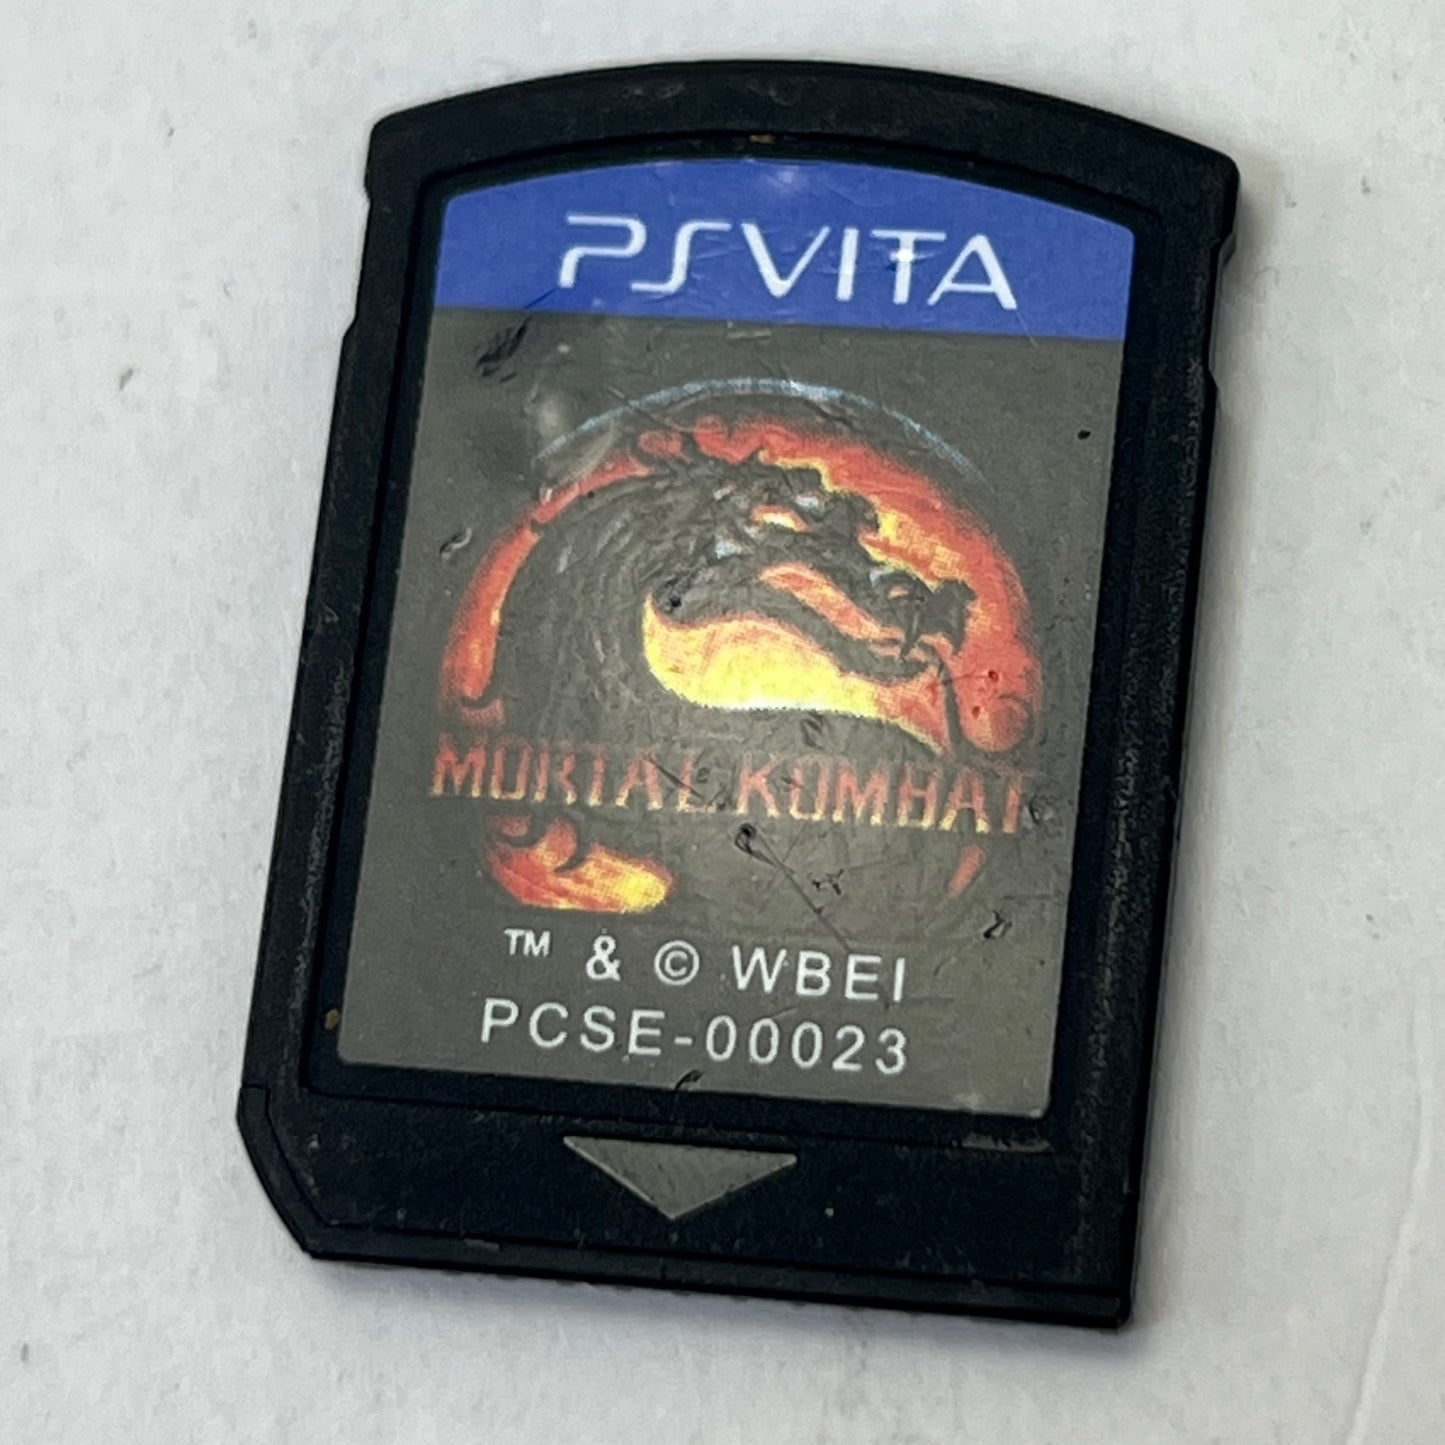 PSVITA
MORTAL KOMBAT
™ & © WBEI
PCSE-00023